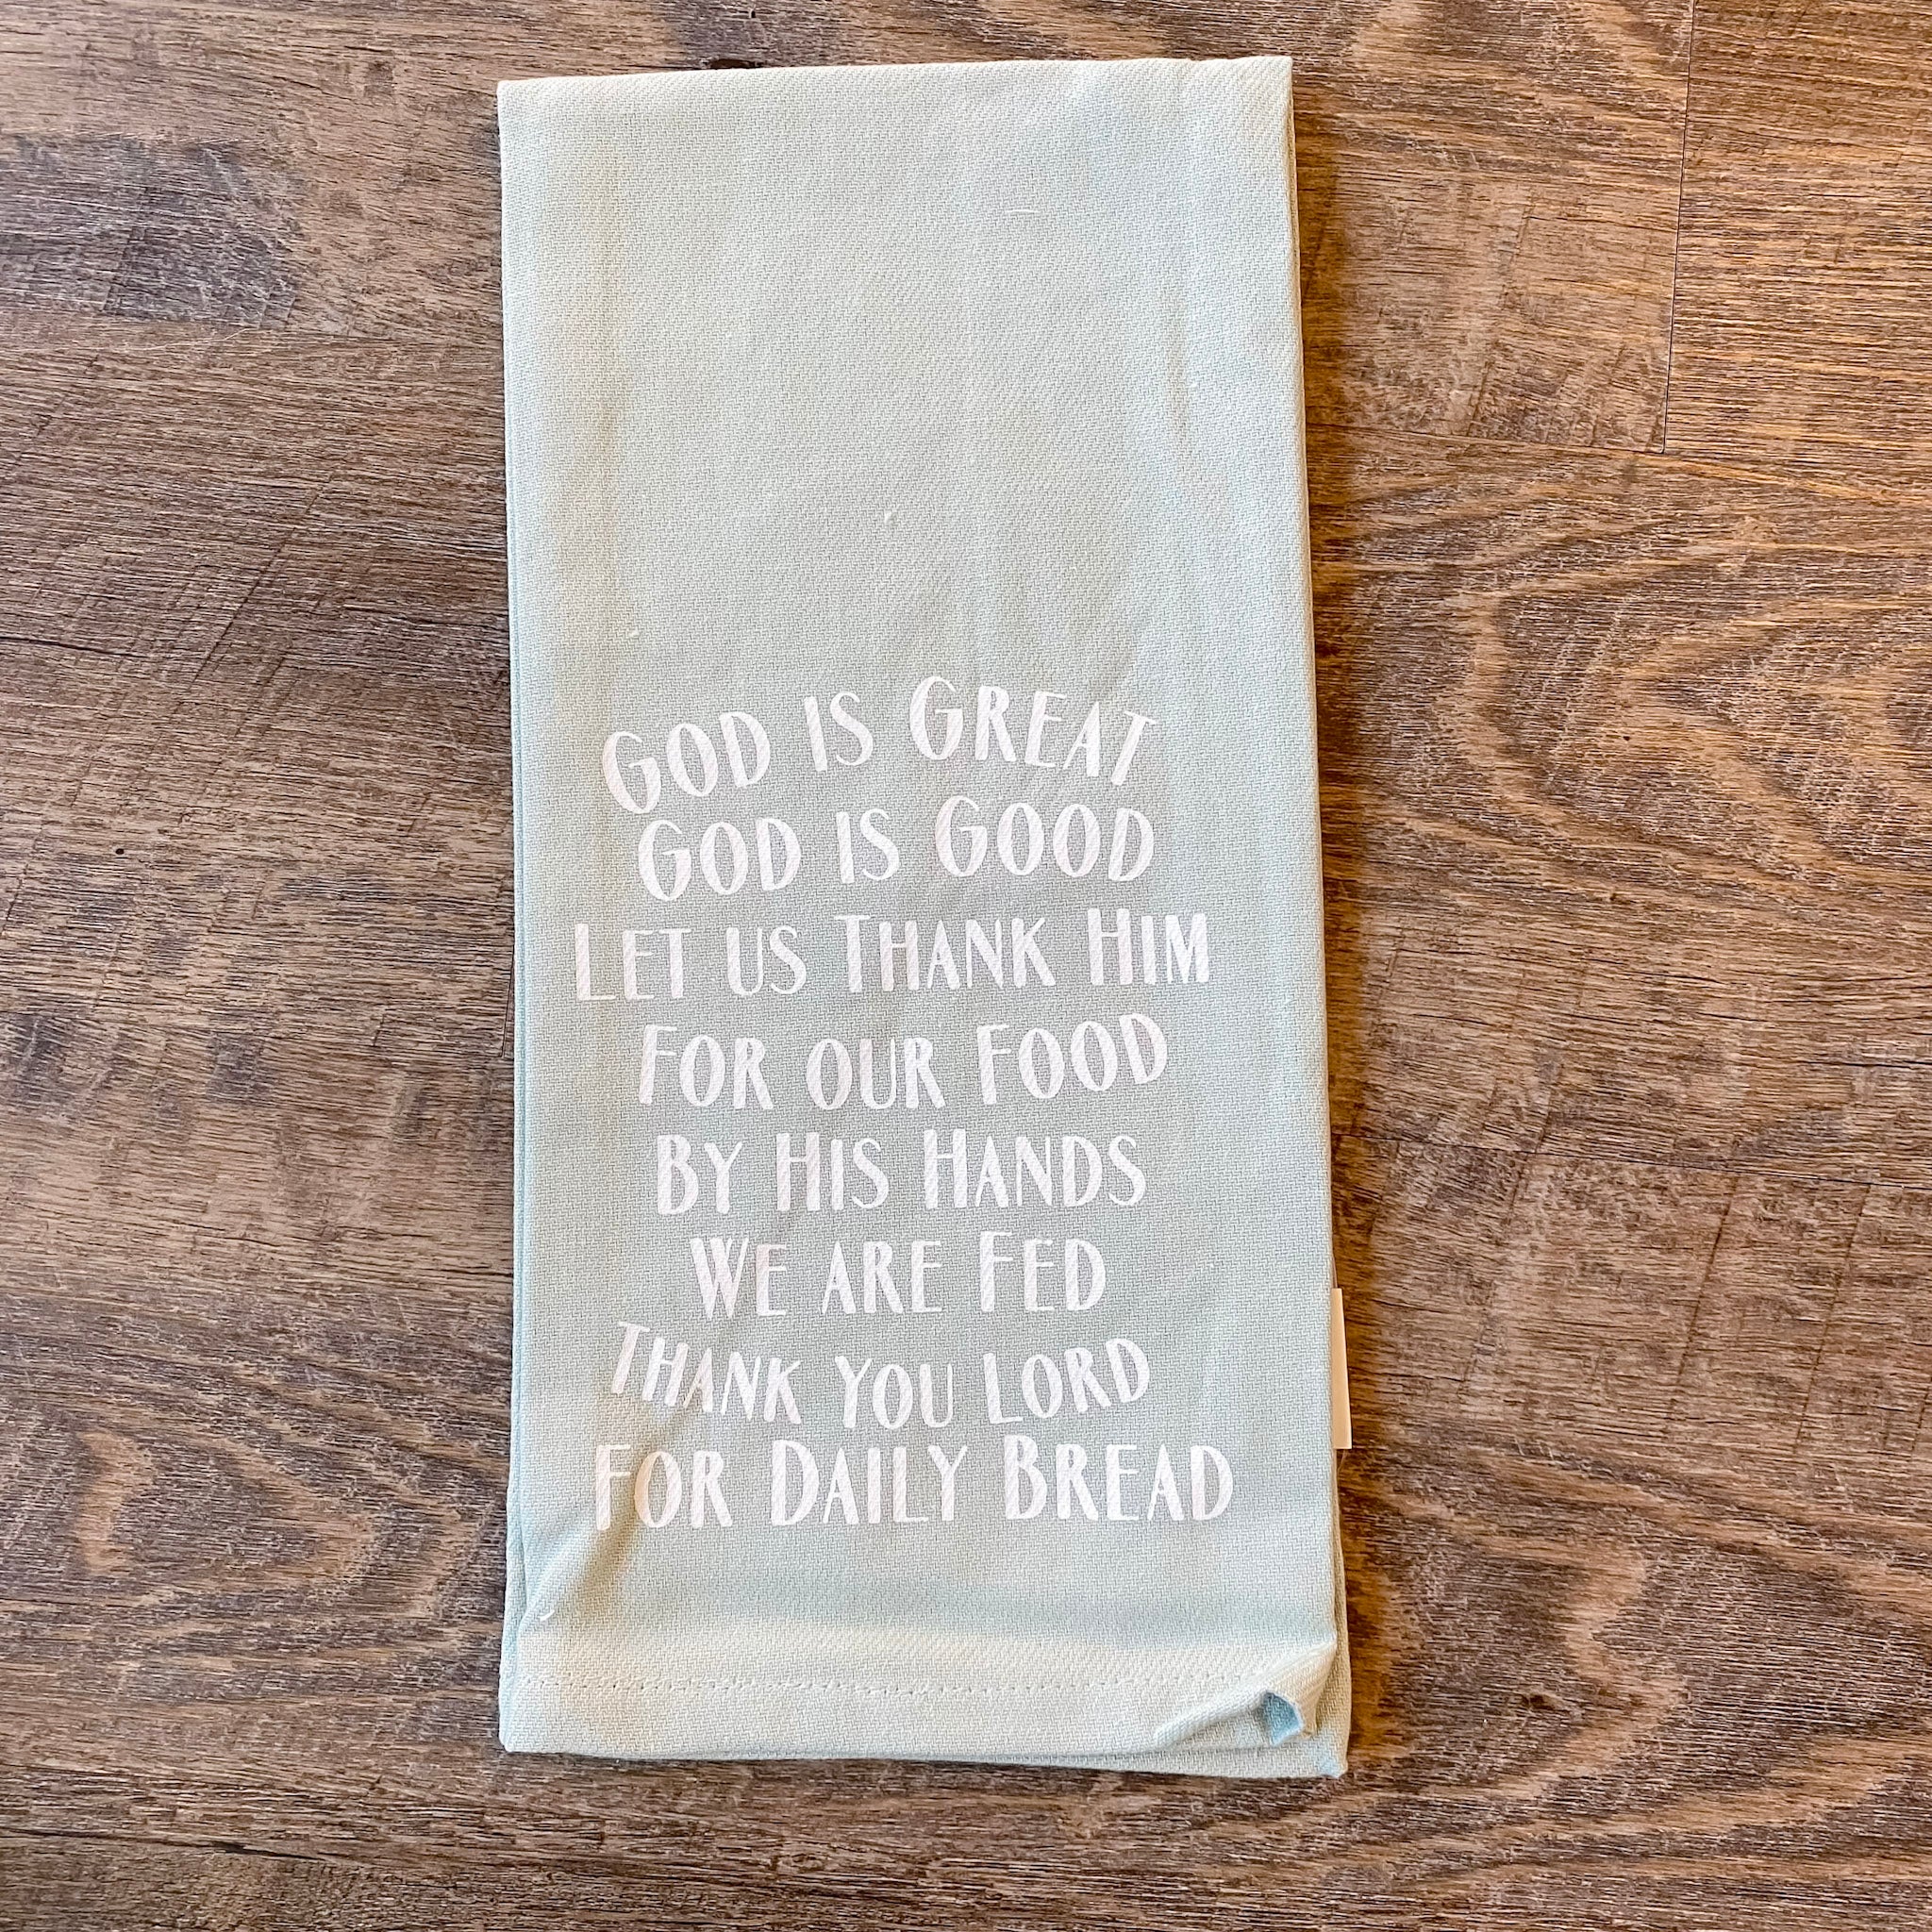 God is Great
God is Good
Let us Thank Him
For our Food
By His Hands
We are Fed
Thank you Lord
For Daily Bread